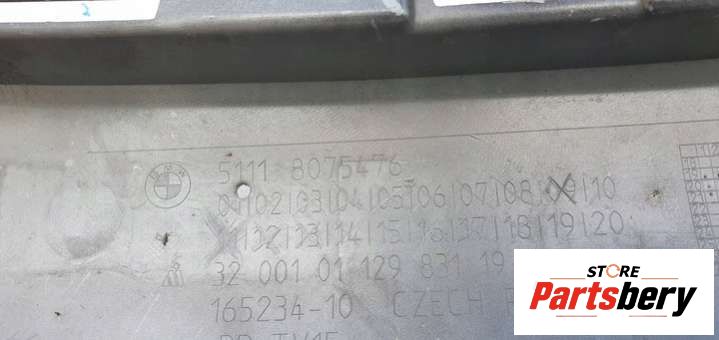 2
5111 8075476
01|02|03|04|05|06|07|08|09|10
11|12|13|14|15|16|17|18|19|20
32 001 01 129 831 19
165234-10 CZECH
STORE
Partsbery